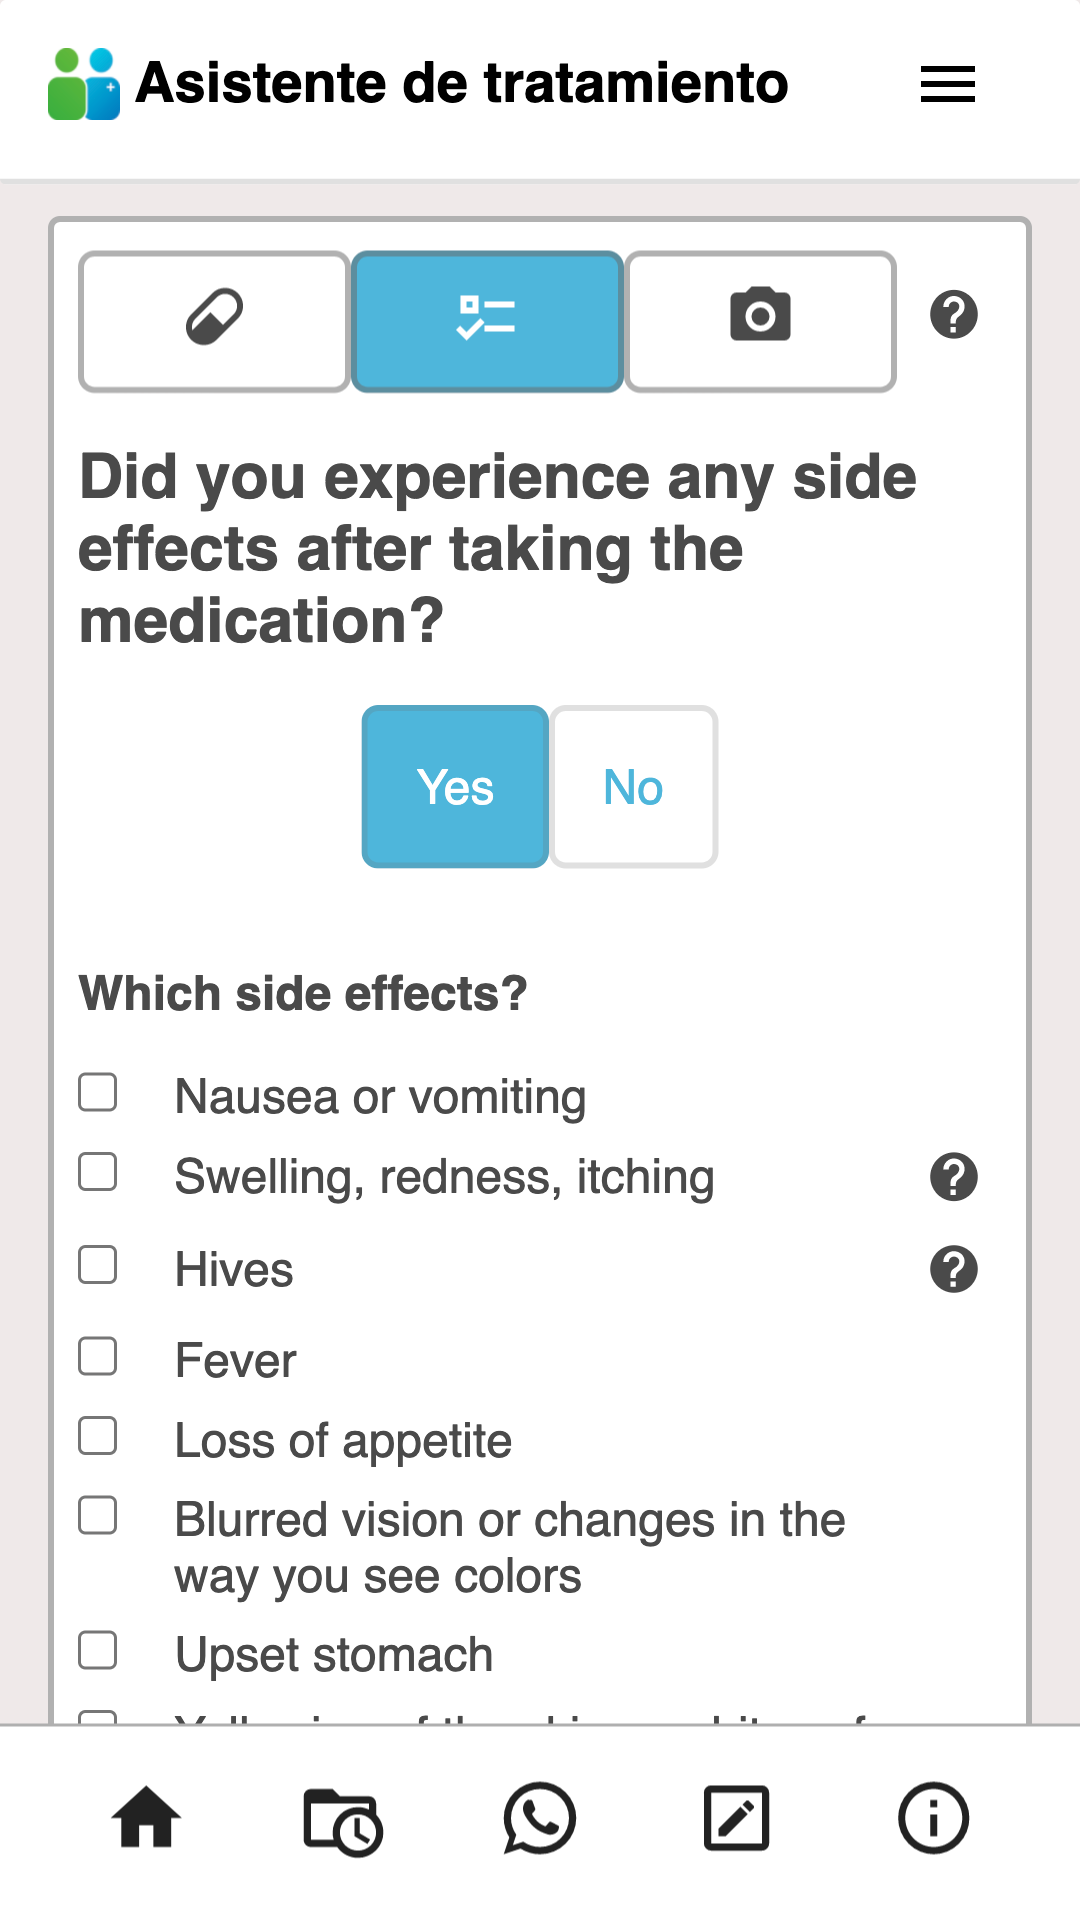 Asistente de tratamiento
Did you experience any side
effects after taking the
medication?
Yes
No
Which side effects?
Nausea or vomiting
Swelling, redness, itching
Hives
Fever
Loss of appetite
Blurred vision or changes in the
way you see colors
Upset stomach